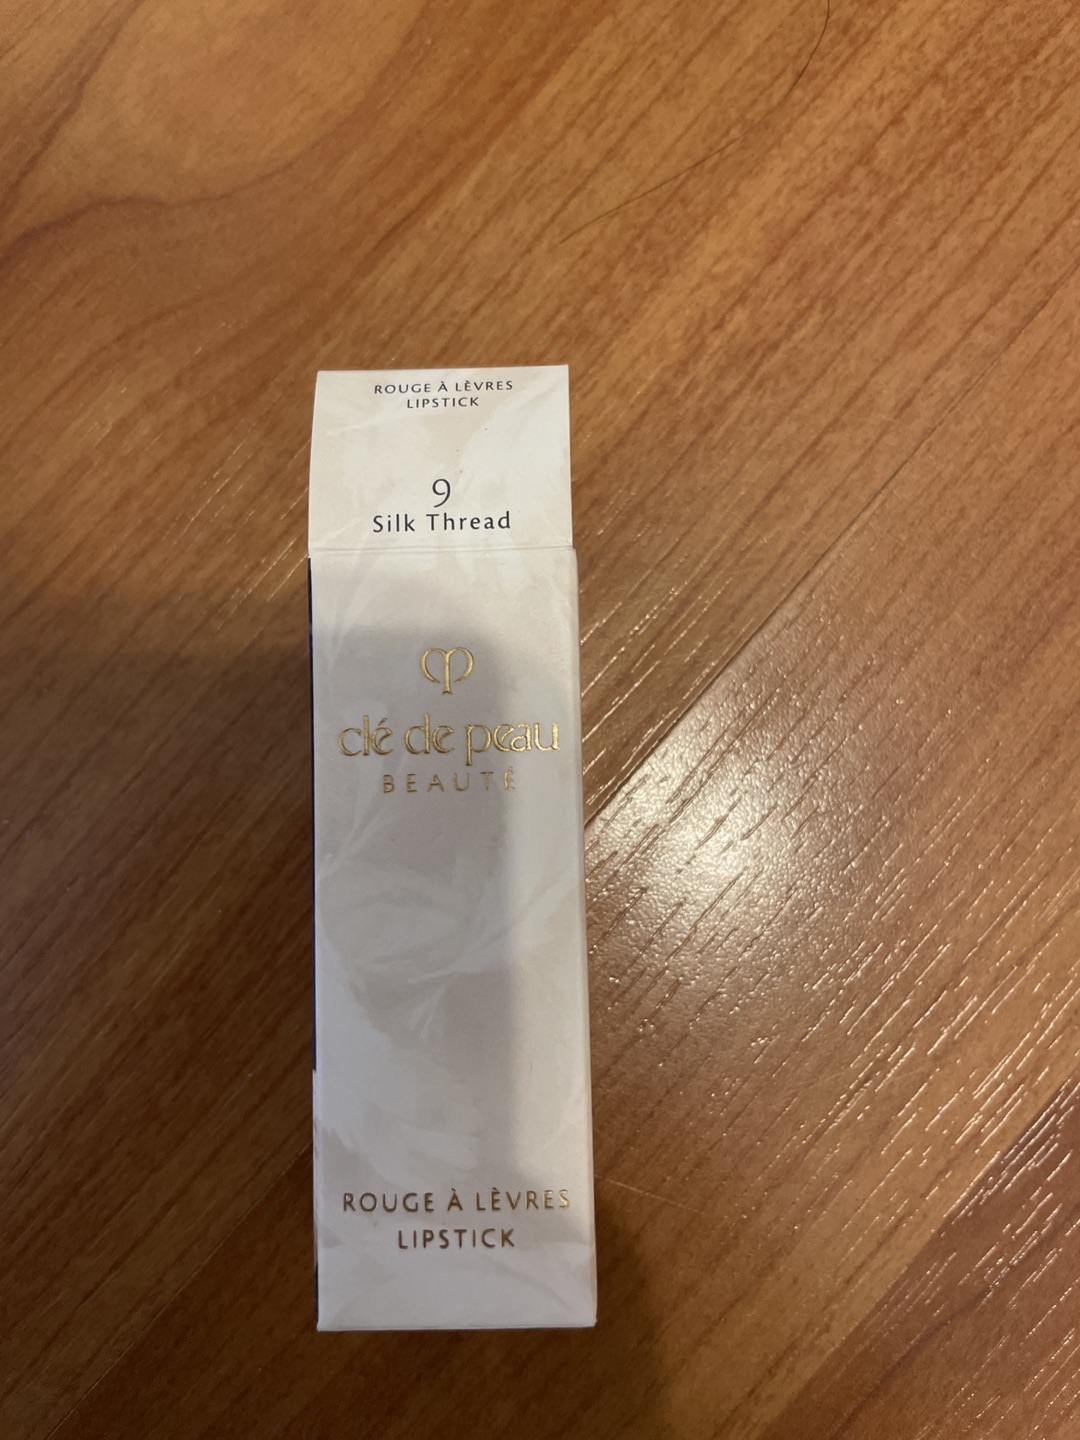 ROUGE À LÈVRES
LIPSTICK
9
Silk Thread
clé de peau
BEAUTÉ
ROUGE À LÈVRES
LIPSTICK